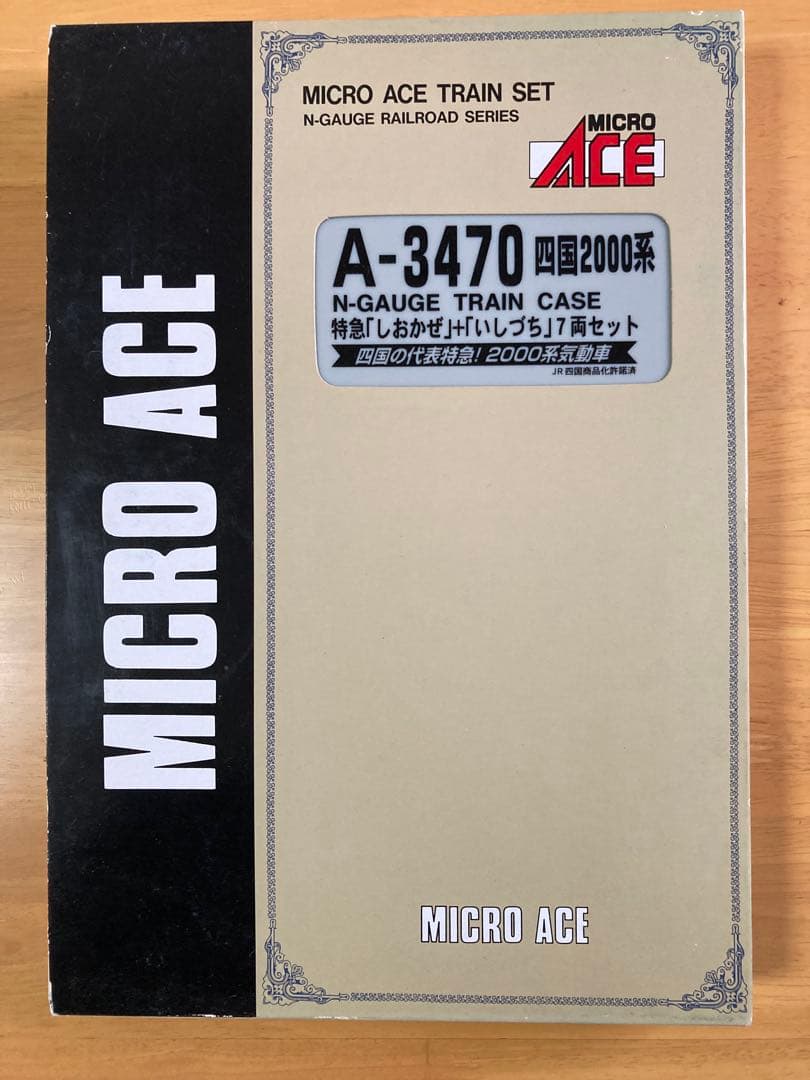 MICRO ACE
MICRO ACE TRAIN SET
N-GAUGE RAILROAD SERIES
MICRO
ACE
A-3470 四国2000系
N-GAUGE TRAIN CASE
特急「しおかぜ」+「いしづち」7両セット
四国の代表特急! 2000系気動車
JR四国商品化許諾済
MICRO ACE